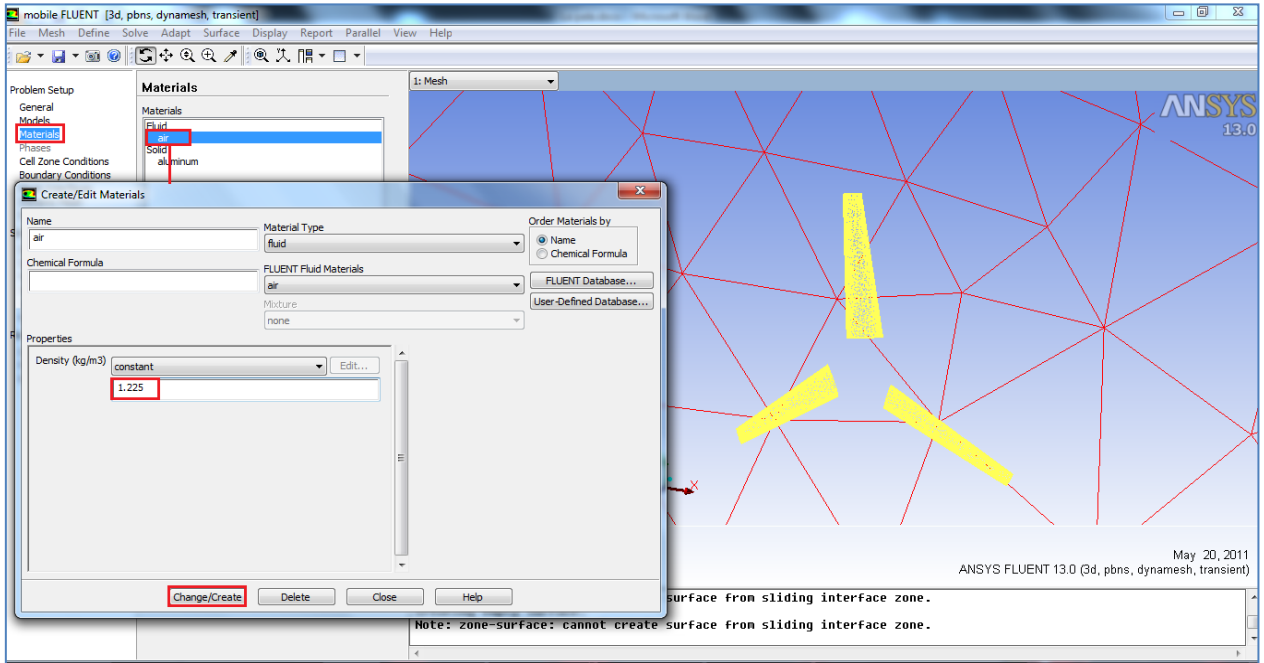 mobile FLUENT [3d, pbns, dynamesh, transient]
File Mesh Define Solve Adapt Surface Display Report Parallel View Help
Problem Setup
General
Models
Materials
Phases
Cell Zone Conditions
Boundary Conditions
Materials
Materials
Fluid
air
Solid
aluminum
1: Mesh
ANSYS
13.0
Create/Edit Materials
Name
air
Chemical Formula
Material Type
fluid
FLUENT Fluid Materials
air
Mixture
none
Order Materials by
Name
Chemical Formula
FLUENT Database...
User-Defined Database...
Properties
Density (kg/m3)
constant
Edit...
1.225
Change/Create
Delete
Close
Help
X
May 20, 2011
ANSYS FLUENT 13.0 (3d, pbns, dynamesh, transient)
surface from sliding interface zone.
Note: zone-surface: cannot create surface from sliding interface zone.